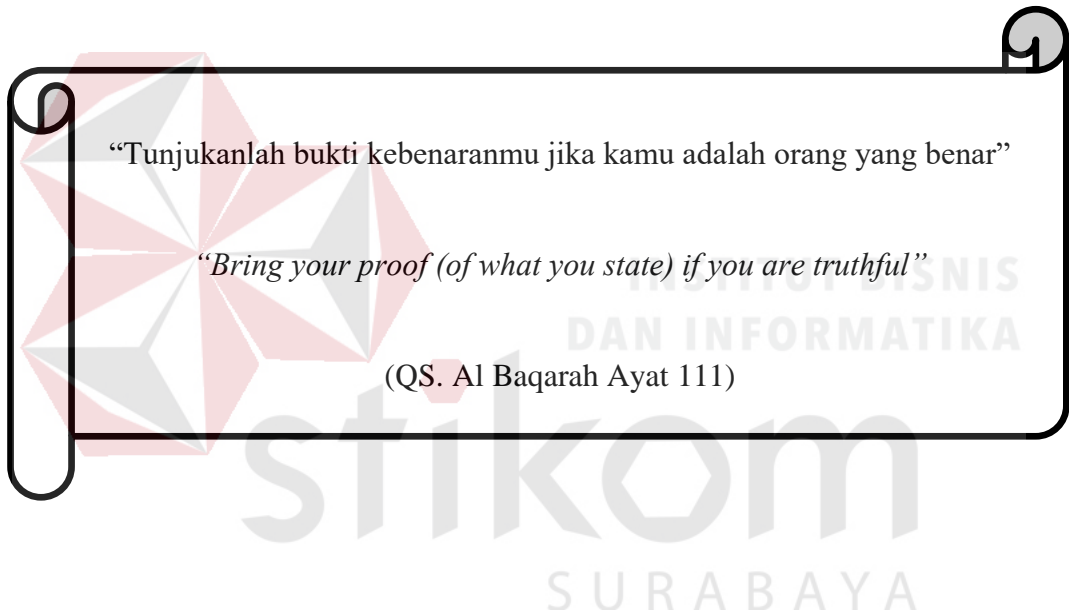 “Tunjukanlah bukti kebenaranmu jika kamu adalah orang yang benar”
“Bring your proof (of what you state) if you are truthful”
INSTITUT BISNIS
DAN INFORMATIKA
(QS. Al Baqarah Ayat 111)
stikom
SURABAYA